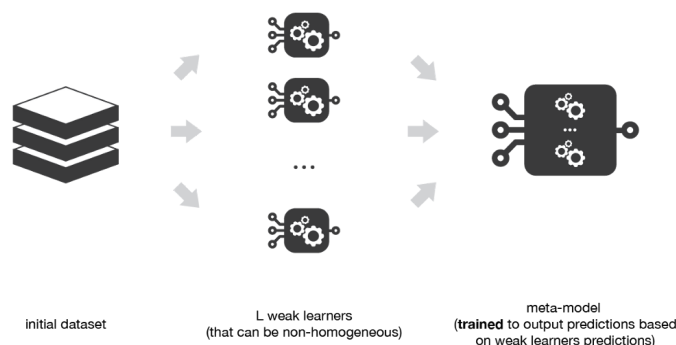 ...
initial dataset
L weak learners
(that can be non-homogeneous)
...
meta-model
(trained to output predictions based
on weak learners predictions)